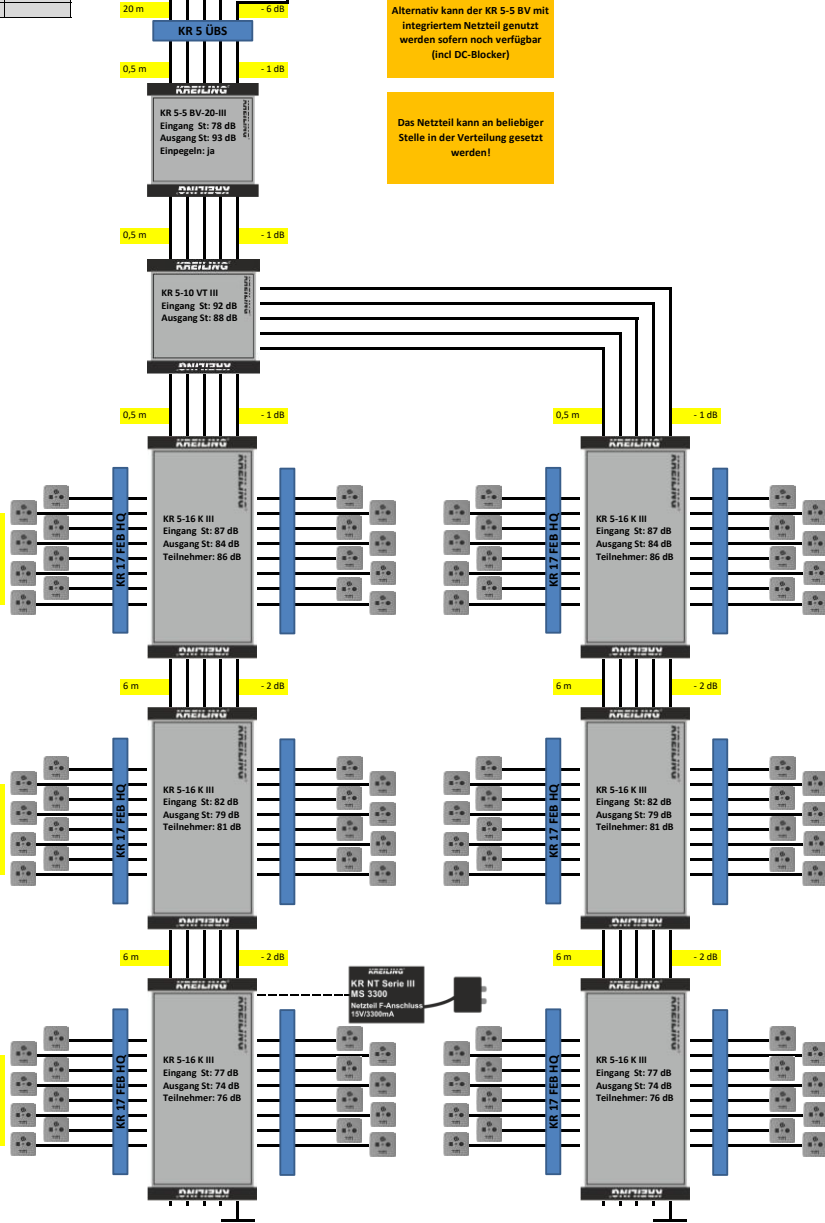 20 m
- 6 dB
KR 5 ÜBS
Alternativ kann der KR 5-5 BV mit
integriertem Netzteil genutzt
werden sofern noch verfügbar
(incl DC-Blocker)
0,5 m
- 1 dB
KREILING
KREILING
KR 5-5 BV-20-III
Eingang St: 78 dB
Ausgang St: 93 dB
Einpegeln: ja
KREILING
Das Netzteil kann an beliebiger
Stelle in der Verteilung gesetzt
werden!
0,5 m
- 1 dB
KREILING
KREILING
KR 5-10 VT III
Eingang St: 92 dB
Ausgang St: 88 dB
KREILING
0,5 m
- 1 dB
0,5 m
- 1 dB
KREILING
KREILING
KR 17 FEB HQ
KR 5-16 K III
Eingang St: 87 dB
Ausgang St: 84 dB
Teilnehmer: 86 dB
KREILING
KREILING
KREILING
KR 17 FEB HQ
KR 5-16 K III
Eingang St: 87 dB
Ausgang St: 84 dB
Teilnehmer: 86 dB
KREILING
6 m
- 2 dB
6 m
- 2 dB
KREILING
KREILING
KR 17 FEB HQ
KR 5-16 K III
Eingang St: 82 dB
Ausgang St: 79 dB
Teilnehmer: 81 dB
KREILING
KREILING
KREILING
KR 17 FEB HQ
KR 5-16 K III
Eingang St: 82 dB
Ausgang St: 79 dB
Teilnehmer: 81 dB
KREILING
6 m
- 2 dB
6 m
- 2 dB
KREILING
KR NT Serie III
MS 3300
Netzteil F-Anschluss
15V/3300mA
KREILING
KREILING
KR 17 FEB HQ
KR 5-16 K III
Eingang St: 77 dB
Ausgang St: 74 dB
Teilnehmer: 76 dB
KREILING
KREILING
KREILING
KR 17 FEB HQ
KR 5-16 K III
Eingang St: 77 dB
Ausgang St: 74 dB
Teilnehmer: 76 dB
KREILING